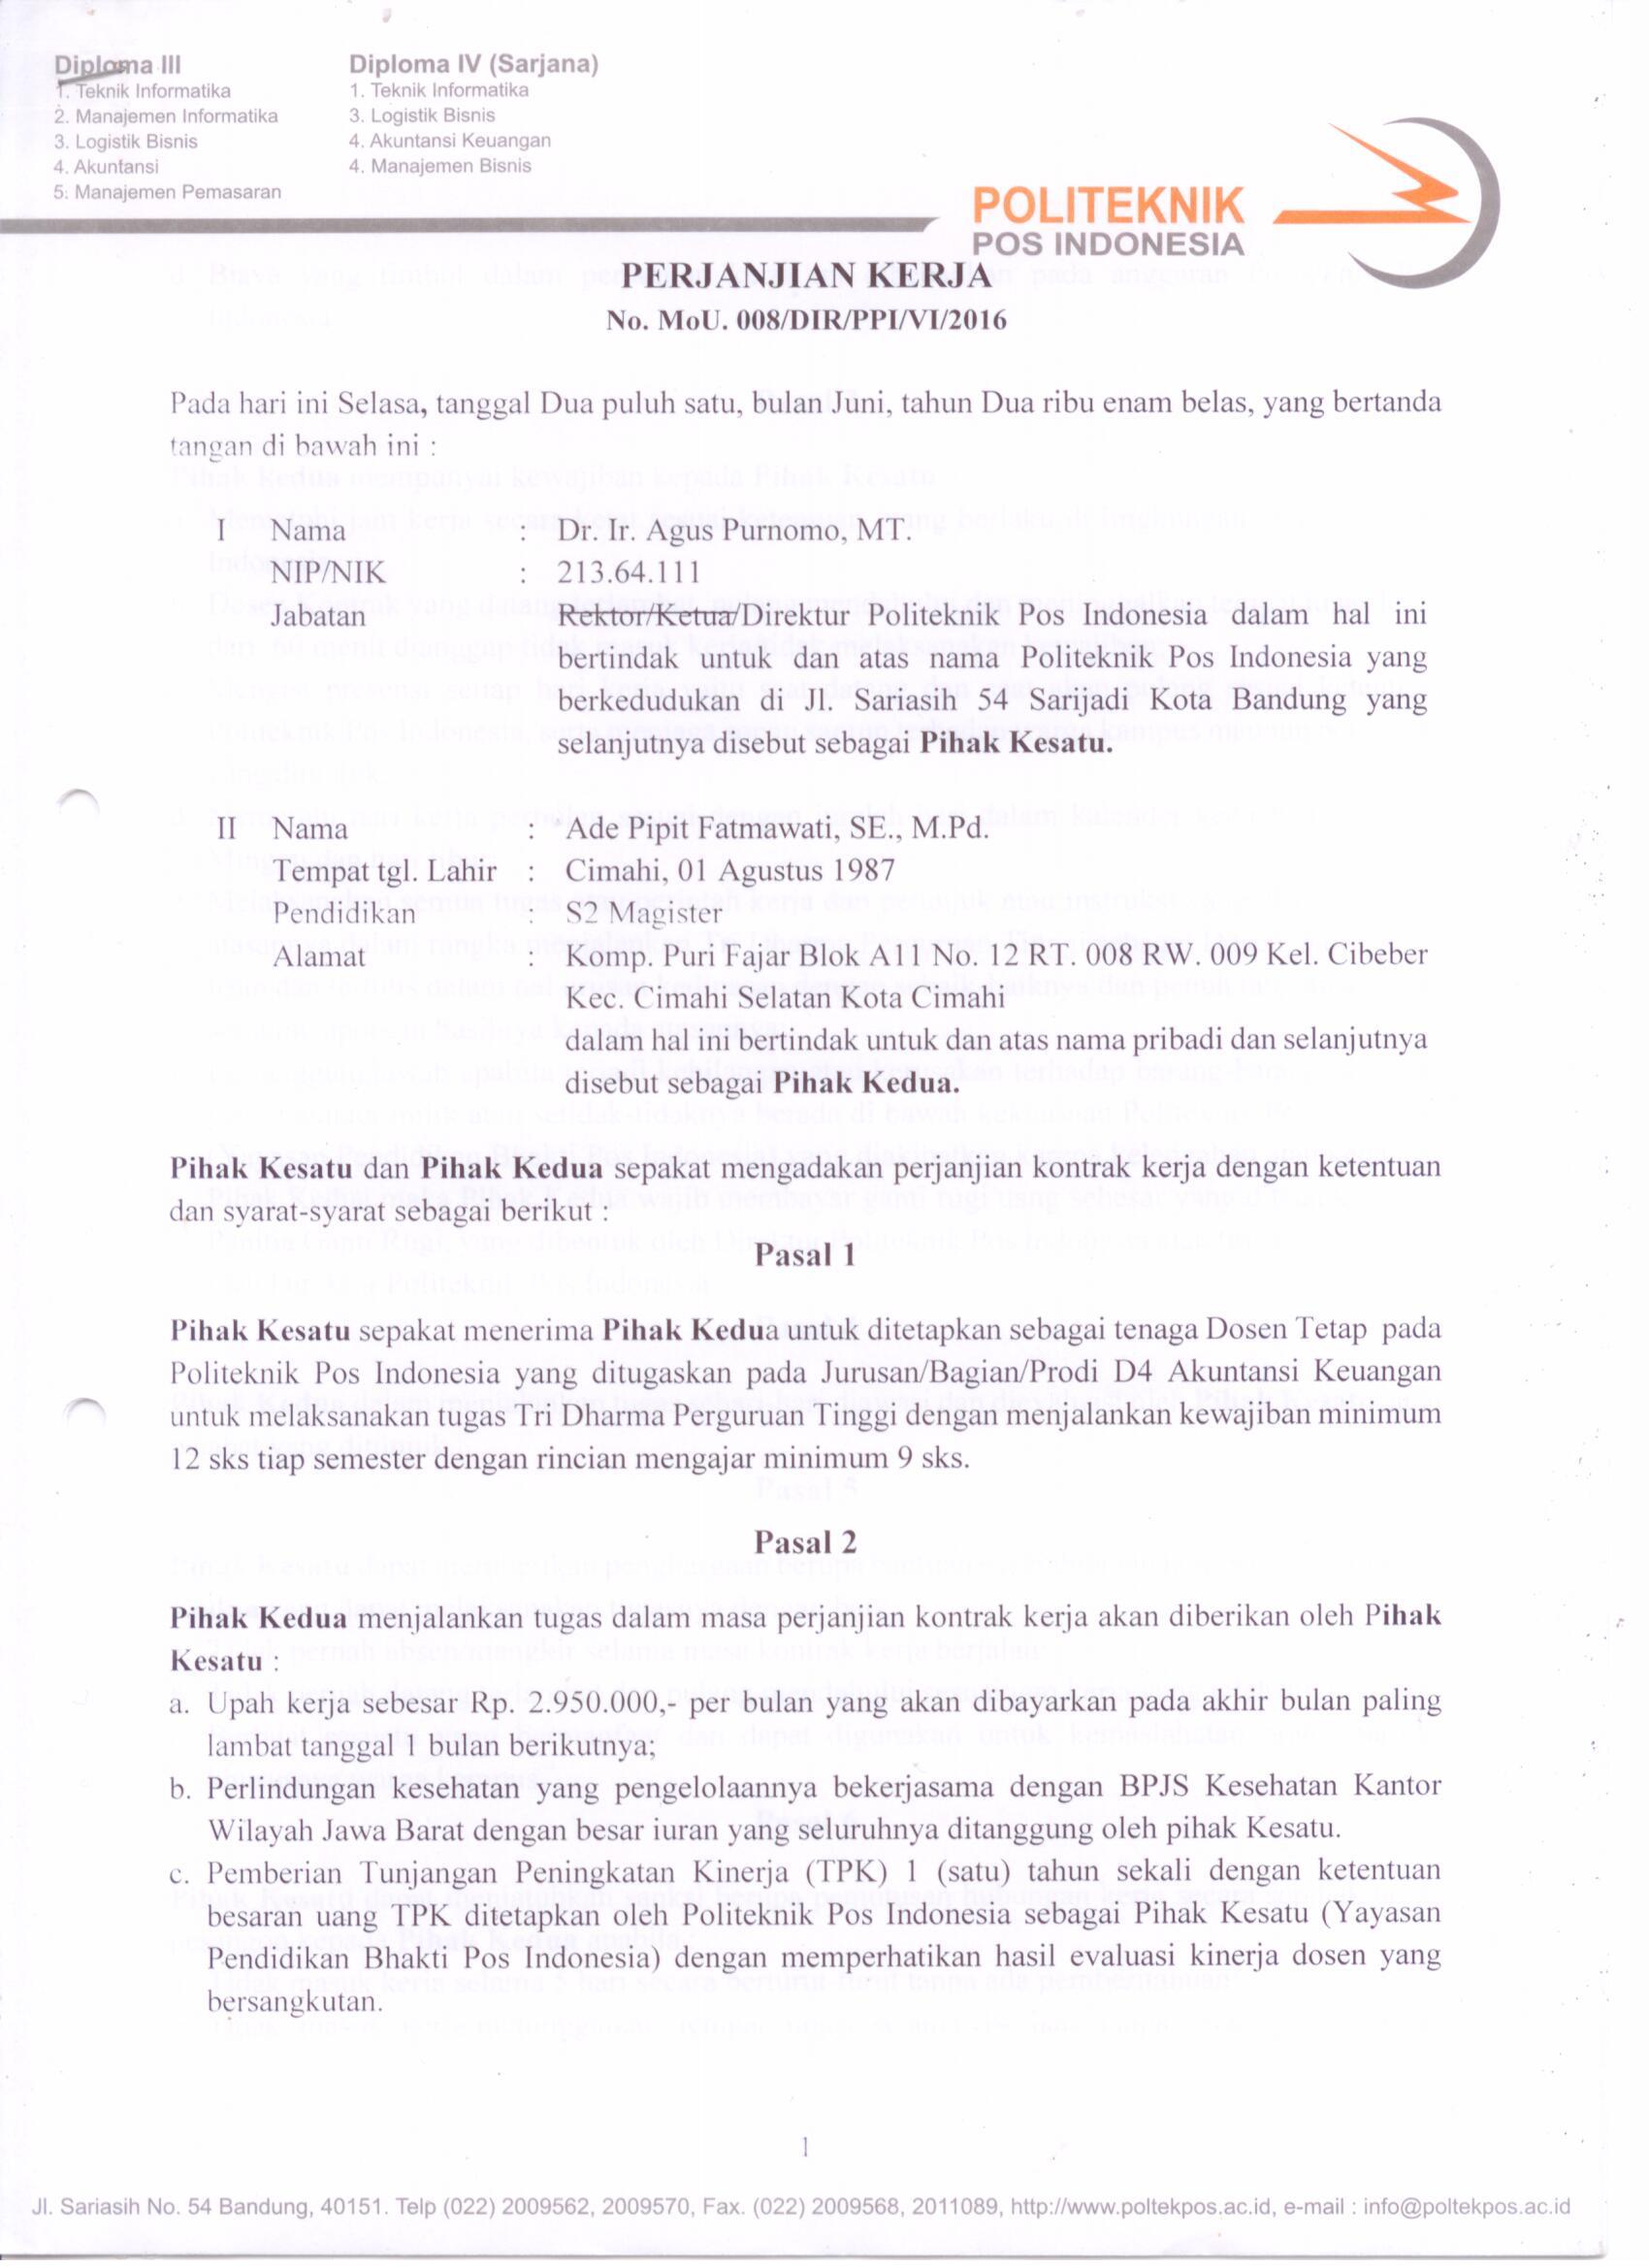 Diploma III
1. Teknik Informatika
2. Manajemen Informatika
3. Logistik Bisnis
4. Akuntansi
5. Manajemen Pemasaran
Diploma IV (Sarjana)
1. Teknik Informatika
3. Logistik Bisnis
4. Akuntansi Keuangan
4. Manajemen Bisnis
POLITEKNIK
POS INDONESIA
PERJANJIAN KERJA
No. MoU. 008/DIR/PPI/VI/2016
Pada hari ini Selasa, tanggal Dua puluh satu, bulan Juni, tahun Dua ribu enam belas, yang bertanda
tangan di bawah ini :
I Nama : Dr. Ir. Agus Purnomo, MT.
NIP/NIK : 213.64.111
Jabatan Rektor/Ketua/Direktur Politeknik Pos Indonesia dalam hal ini
bertindak untuk dan atas nama Politeknik Pos Indonesia yang
berkedudukan di Jl. Sariasih 54 Sarijadi Kota Bandung yang
selanjutnya disebut sebagai Pihak Kesatu.
II Nama : Ade Pipit Fatmawati, SE., M.Pd.
Tempat tgl. Lahir : Cimahi, 01 Agustus 1987
Pendidikan : S2 Magister
Alamat : Komp. Puri Fajar Blok A11 No. 12 RT. 008 RW. 009 Kel. Cibeber
Kec. Cimahi Selatan Kota Cimahi
dalam hal ini bertindak untuk dan atas nama pribadi dan selanjutnya
disebut sebagai Pihak Kedua.
Pihak Kesatu dan Pihak Kedua sepakat mengadakan perjanjian kontrak kerja dengan ketentuan
dan syarat-syarat sebagai berikut :
Pasal 1
Pihak Kesatu sepakat menerima Pihak Kedua untuk ditetapkan sebagai tenaga Dosen Tetap pada
Politeknik Pos Indonesia yang ditugaskan pada Jurusan/Bagian/Prodi D4 Akuntansi Keuangan
untuk melaksanakan tugas Tri Dharma Perguruan Tinggi dengan menjalankan kewajiban minimum
12 sks tiap semester dengan rincian mengajar minimum 9 sks.
Pasal 2
Pihak Kedua menjalankan tugas dalam masa perjanjian kontrak kerja akan diberikan oleh Pihak
Kesatu :
a. Upah kerja sebesar Rp. 2.950.000,- per bulan yang akan dibayarkan pada akhir bulan paling
lambat tanggal 1 bulan berikutnya;
b. Perlindungan kesehatan yang pengelolaannya bekerjasama dengan BPJS Kesehatan Kantor
Wilayah Jawa Barat dengan besar iuran yang seluruhnya ditanggung oleh pihak Kesatu.
c. Pemberian Tunjangan Peningkatan Kinerja (TPK) 1 (satu) tahun sekali dengan ketentuan
besaran uang TPK ditetapkan oleh Politeknik Pos Indonesia sebagai Pihak Kesatu (Yayasan
Pendidikan Bhakti Pos Indonesia) dengan memperhatikan hasil evaluasi kinerja dosen yang
bersangkutan.
1
Jl. Sariasih No. 54 Bandung, 40151. Telp (022) 2009562, 2009570, Fax. (022) 2009568, 2011089, http://www.poltekpos.ac.id, e-mail : info@poltekpos.ac.id